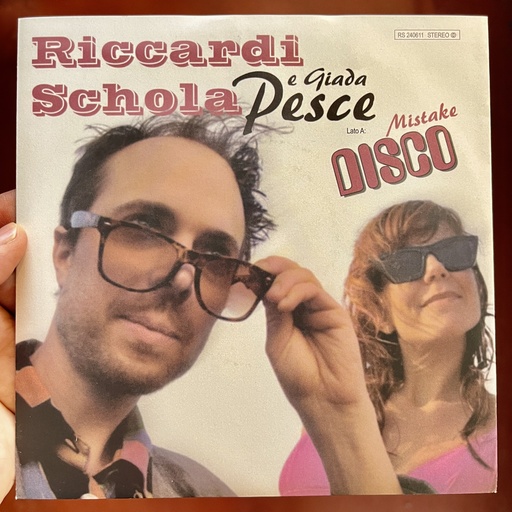 Riccardi
Schola
e Giada
Pesce
RS 240611 STEREO
Lato A:
Mistake
DISCO